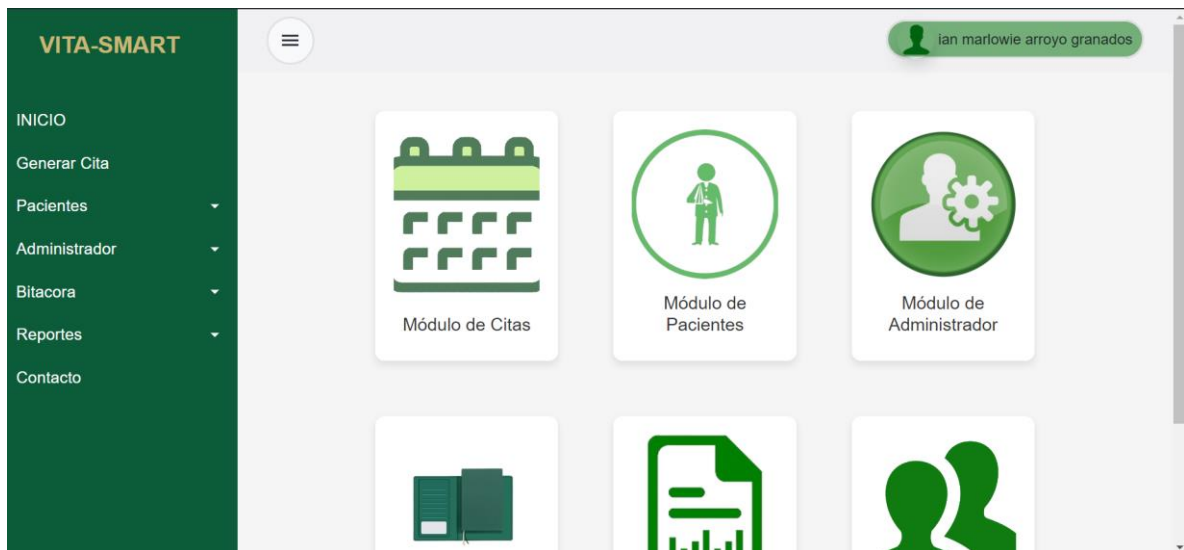 VITA-SMART
ian marlowie arroyo granados
INICIO
Generar Cita
Pacientes
Administrador
Bitacora
Reportes
Contacto
Módulo de Citas
Módulo de
Pacientes
Módulo de
Administrador